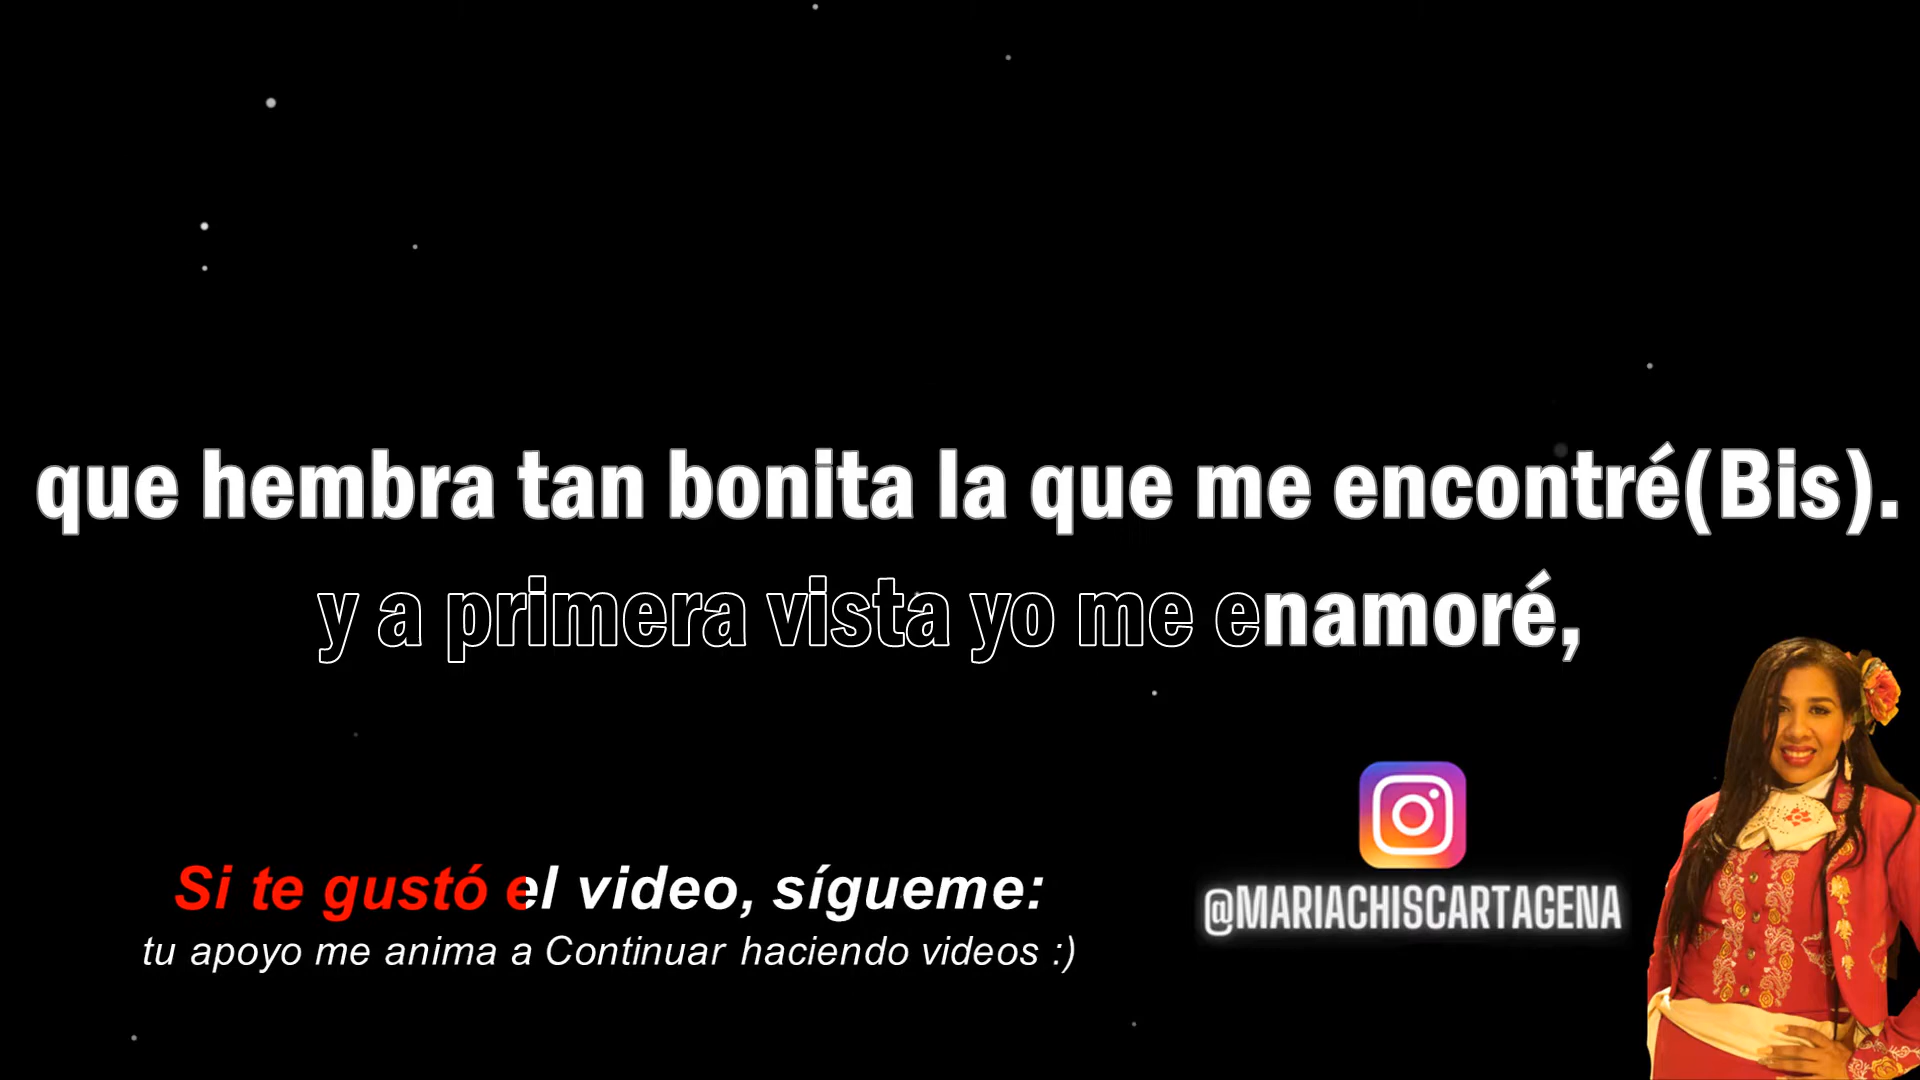 que hembra tan bonita la que me encontré(Bis).
y a primera vista yo me enamoré,
Si te gustó el video, sígueme:
tu apoyo me anima a Continuar haciendo videos :)
@MARIACHISCARTAGENA